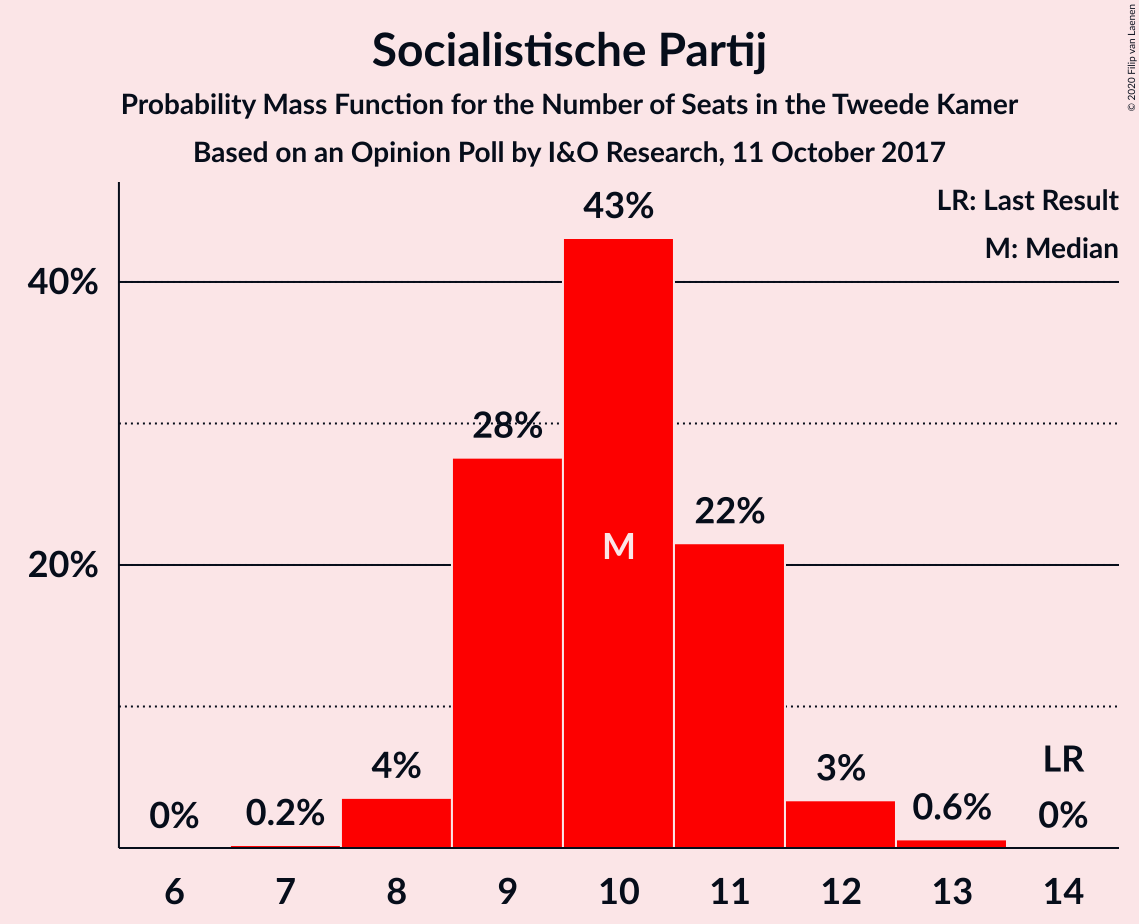 Socialistische Partij
Probability Mass Function for the Number of Seats in the Tweede Kamer
Based on an Opinion Poll by I&O Research, 11 October 2017
© 2020 Filip van Laenen
LR: Last Result
M: Median
40%
20%
0%
0.2%
4%
28%
43%
M
22%
3%
0.6%
LR
0%
6 7 8 9 10 11 12 13 14